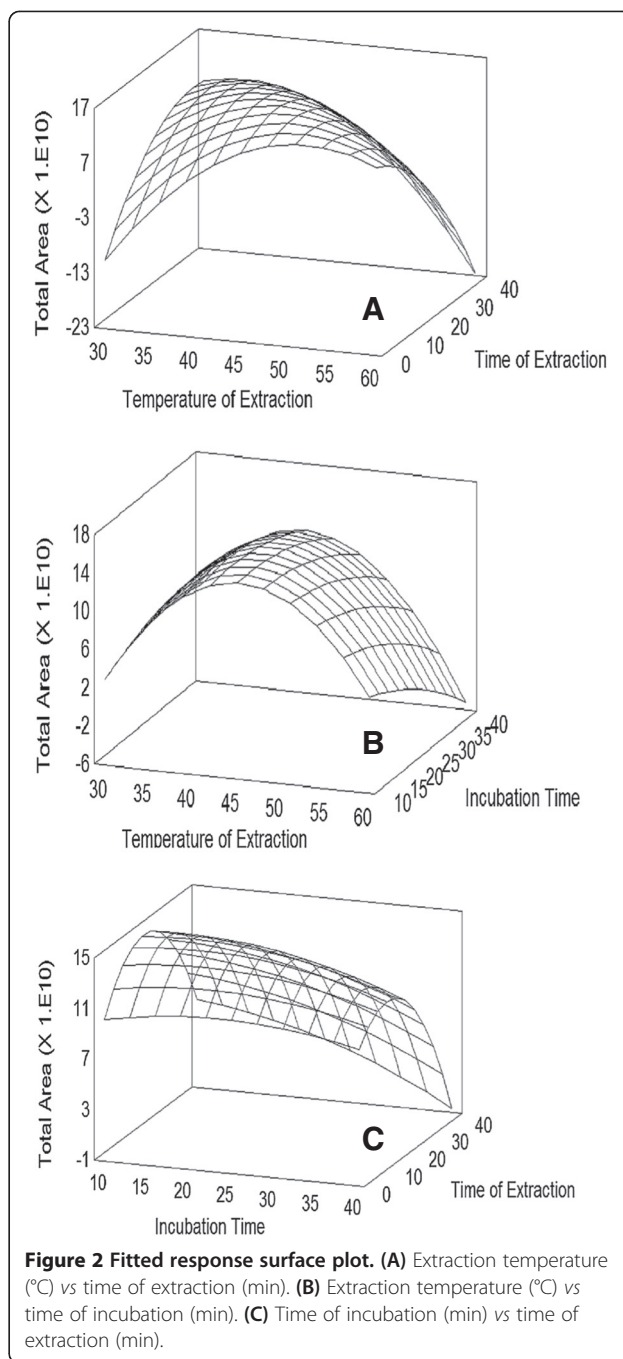 17
7
-3
-13
-23
Total Area (X 1.E10)
30 35 40 45 50 55 60
Temperature of Extraction
0 10 20 30 40
Time of Extraction
A
18
14
10
6
2
-2
-6
Total Area (X 1.E10)
30 35 40 45 50 55 60
Temperature of Extraction
10 15 20 25 30 35 40
Incubation Time
B
15
11
7
3
-1
Total Area (X 1.E10)
10 15 20 25 30 35 40
Incubation Time
0 10 20 30 40
Time of Extraction
C
Figure 2 Fitted response surface plot. (A) Extraction temperature
(°C) vs time of extraction (min). (B) Extraction temperature (°C) vs
time of incubation (min). (C) Time of incubation (min) vs time of
extraction (min).